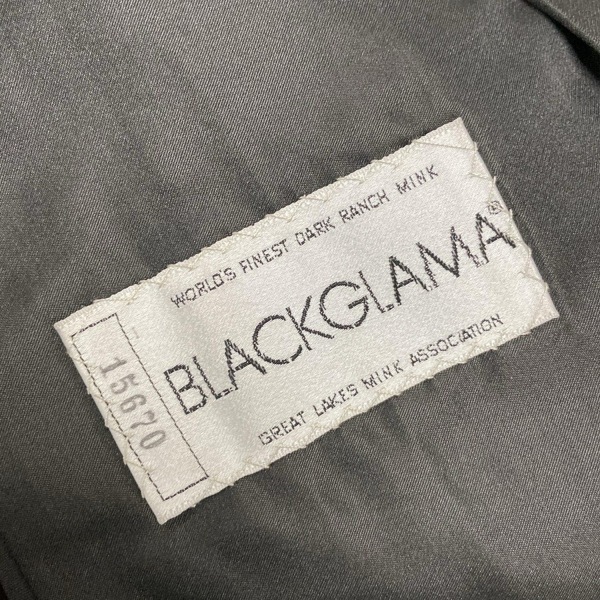 WORLD'S FINEST DARK RANCH MINK
BLACKGLAMA®
GREAT LAKES MINK ASSOCIATION
15670